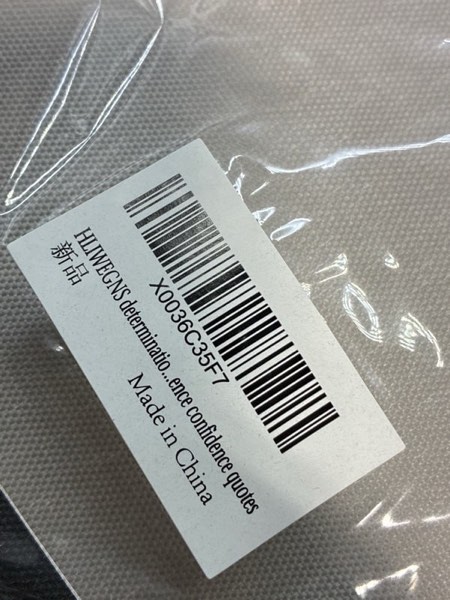 X0036C35F7
HLIWEGNS determinatio...ence confidence quotes
新品
Made in China